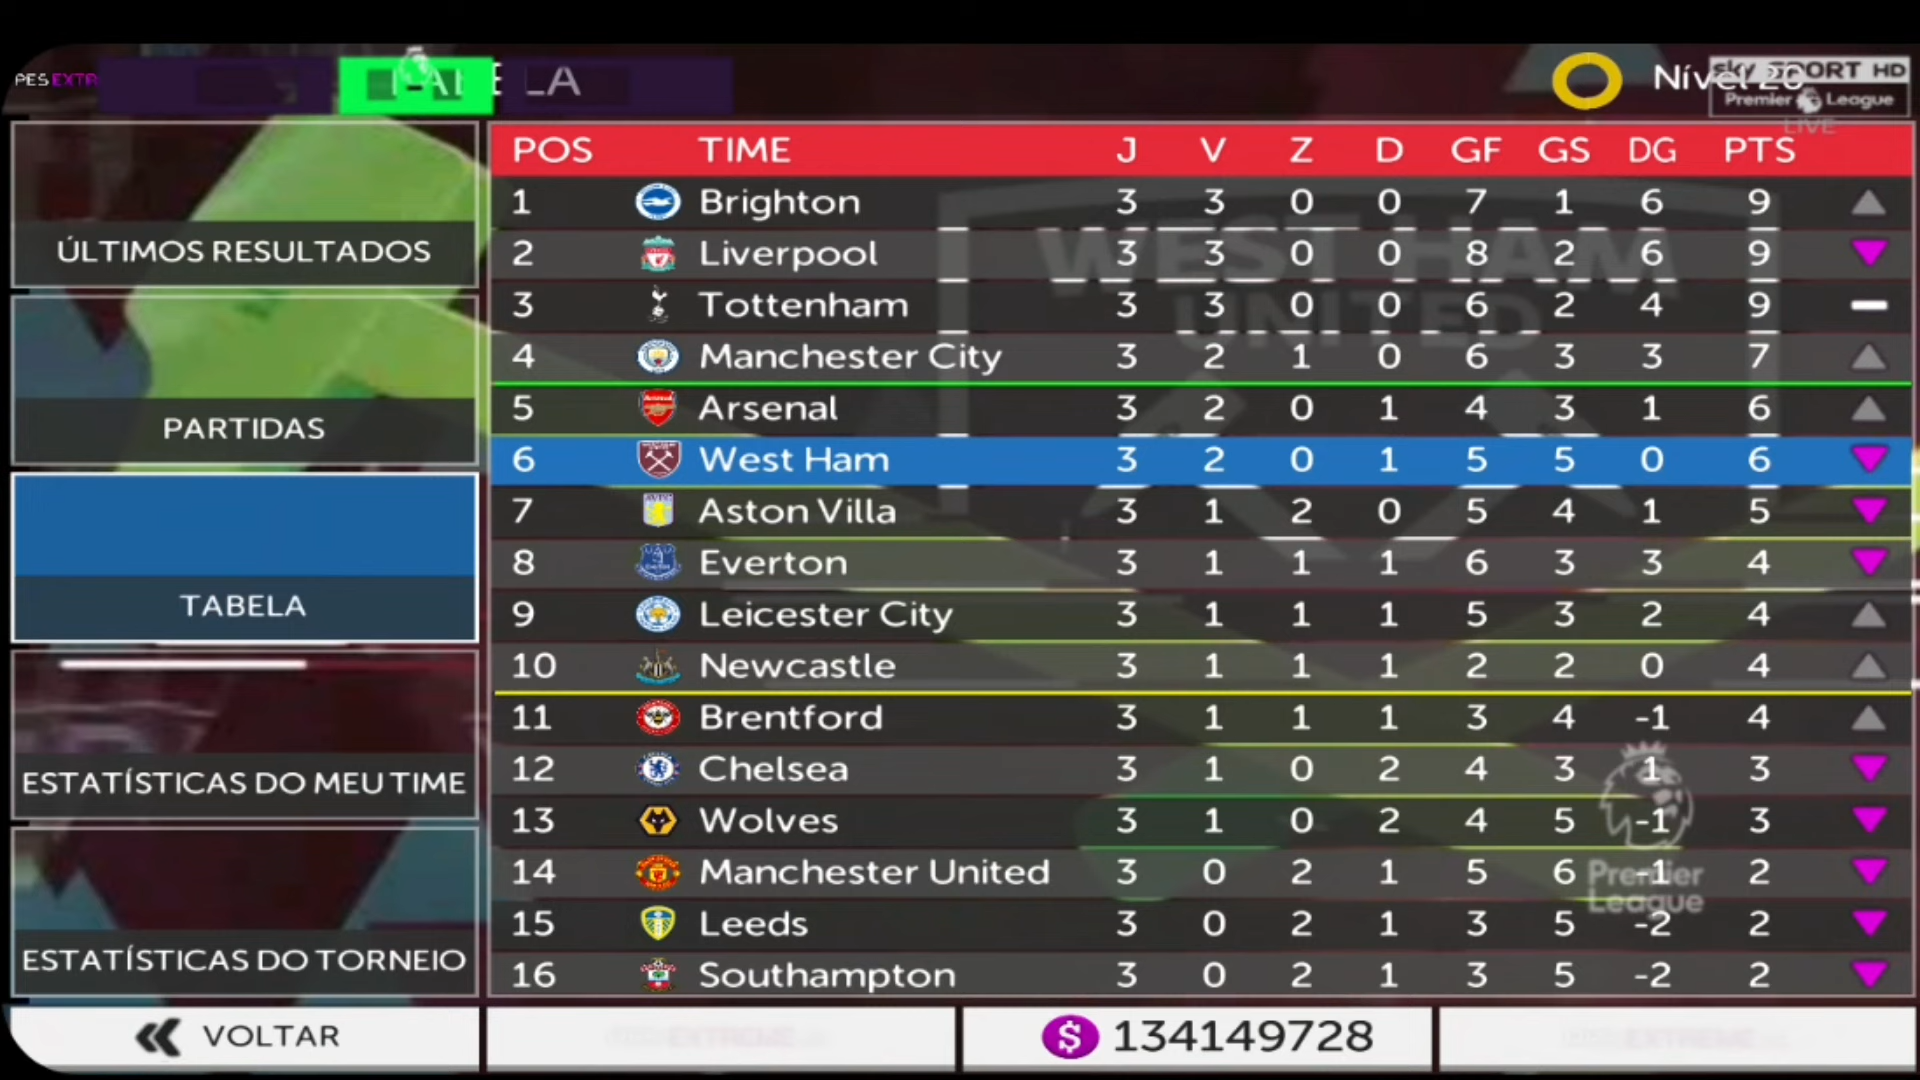 PES EXTR
TABELA
Nível 26
sky SPORT HD
Premier League
LIVE
ÚLTIMOS RESULTADOS
PARTIDAS
TABELA
ESTATÍSTICAS DO MEU TIME
ESTATÍSTICAS DO TORNEIO
POS TIME J V Z D GF GS DG PTS
1 Brighton 3 3 0 0 7 1 6 9
2 Liverpool 3 3 0 0 8 2 6 9
3 Tottenham 3 3 0 0 6 2 4 9
4 Manchester City 3 2 1 0 6 3 3 7
5 Arsenal 3 2 0 1 4 3 1 6
6 West Ham 3 2 0 1 5 5 0 6
7 Aston Villa 3 1 2 0 5 4 1 5
8 Everton 3 1 1 1 6 3 3 4
9 Leicester City 3 1 1 1 5 3 2 4
10 Newcastle 3 1 1 1 2 2 0 4
11 Brentford 3 1 1 1 3 4 -1 4
12 Chelsea 3 1 0 2 4 3 1 3
13 Wolves 3 1 0 2 4 5 -1 3
14 Manchester United 3 0 2 1 5 6 -1 2
15 Leeds 3 0 2 1 3 5 -2 2
16 Southampton 3 0 2 1 3 5 -2 2
WEST HAM
UNITED
Premier
League
VOLTAR
$ 134149728